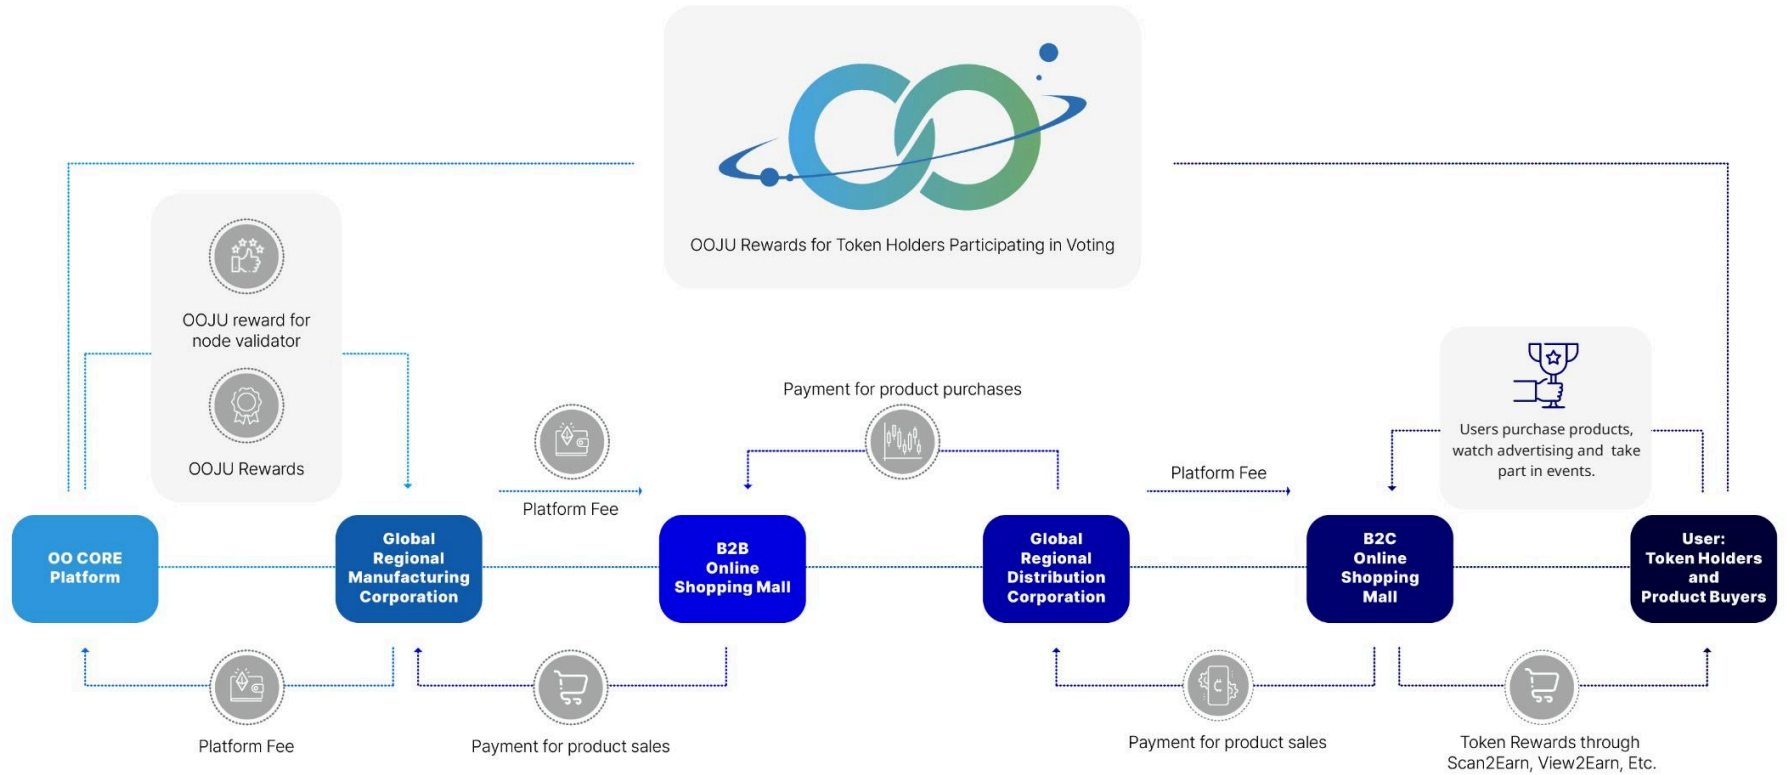 OOJU Rewards for Token Holders Participating in Voting
OOJU reward for
node validator
OOJU Rewards
Platform Fee
Payment for product purchases
Platform Fee
Users purchase products,
watch advertising and take
part in events.
OO CORE
Platform
Global
Regional
Manufacturing
Corporation
B2B
Online
Shopping Mall
Global
Regional
Distribution
Corporation
B2C
Online
Shopping
Mall
User:
Token Holders
and
Product Buyers
Platform Fee
Payment for product sales
Payment for product sales
Token Rewards through
Scan2Earn, View2Earn, Etc.